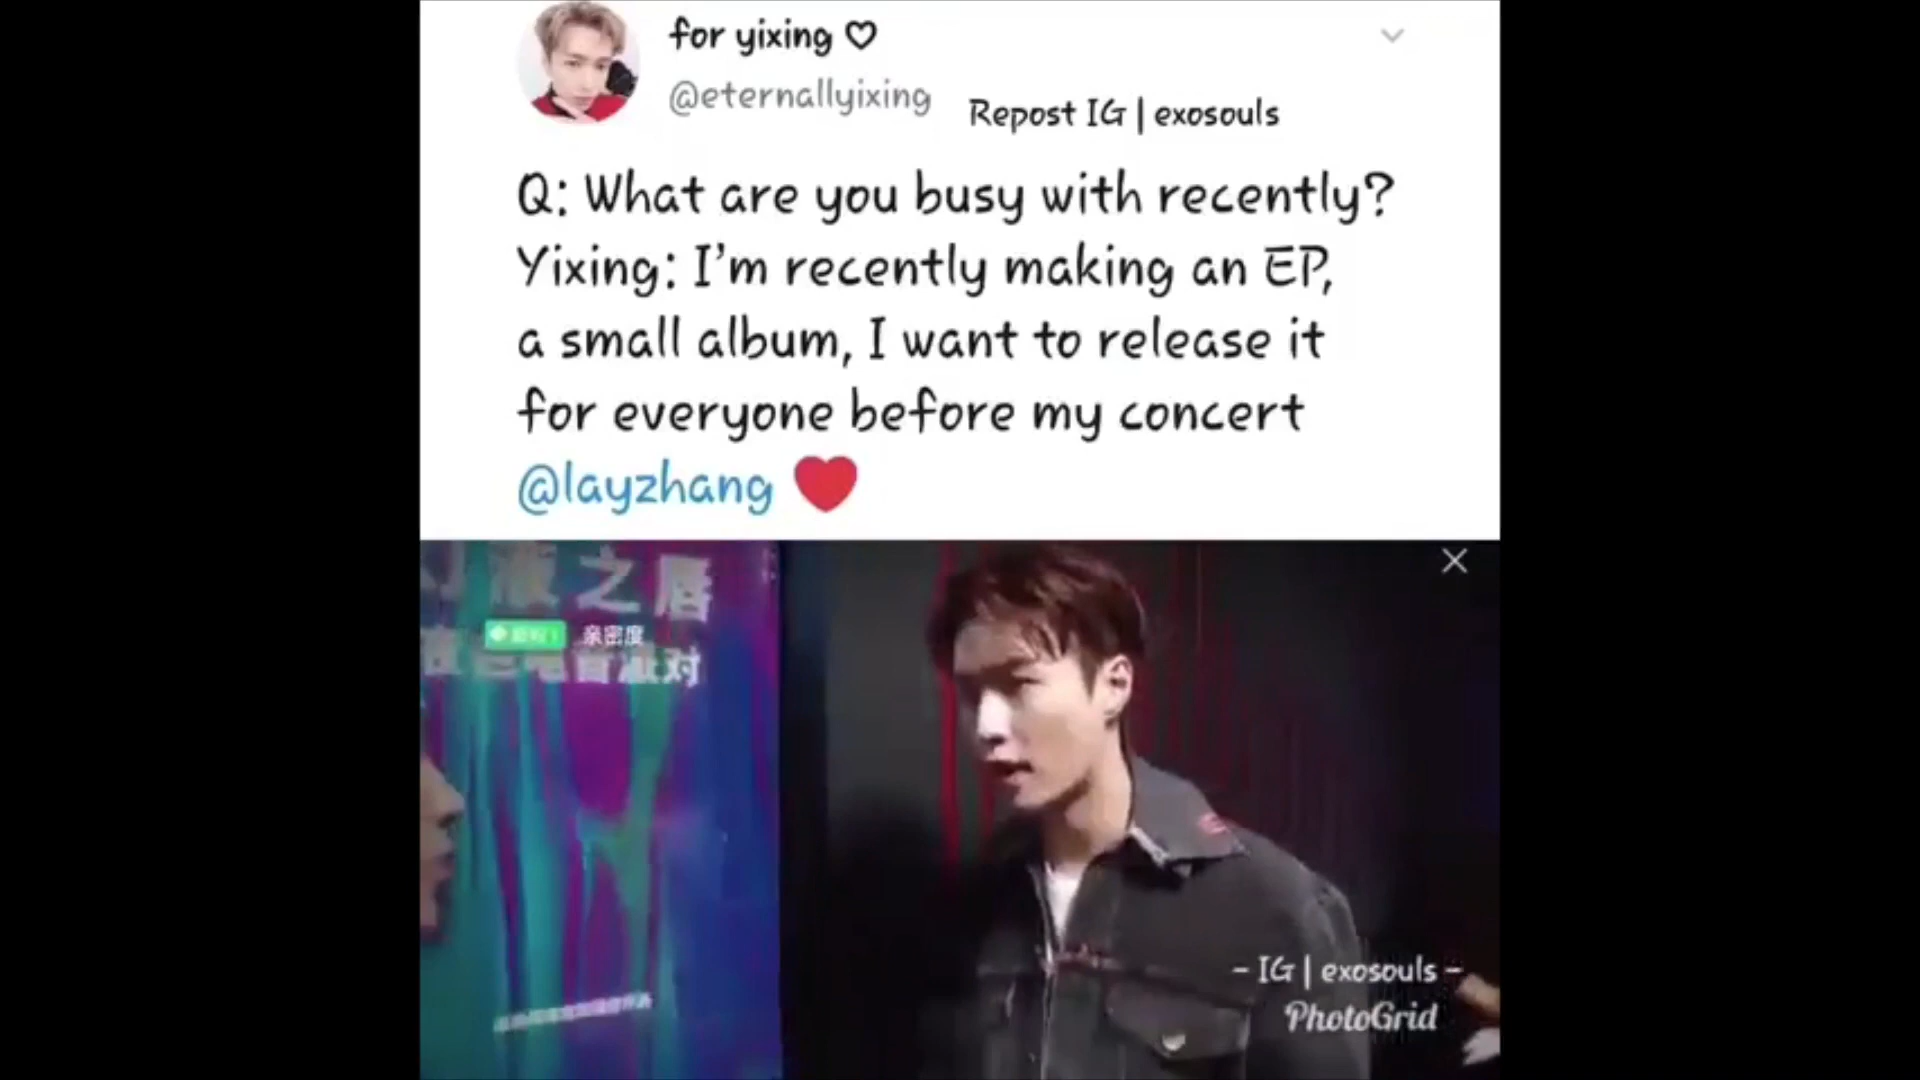 for yixing ♡
@eternallyixing
Repost IG | exosouls
Q: What are you busy with recently?
Yixing: I'm recently making an EP,
a small album, I want to release it
for everyone before my concert
@layzhang ❤
之唇
亲密度
对
- IG | exosouls -
PhotoGrid